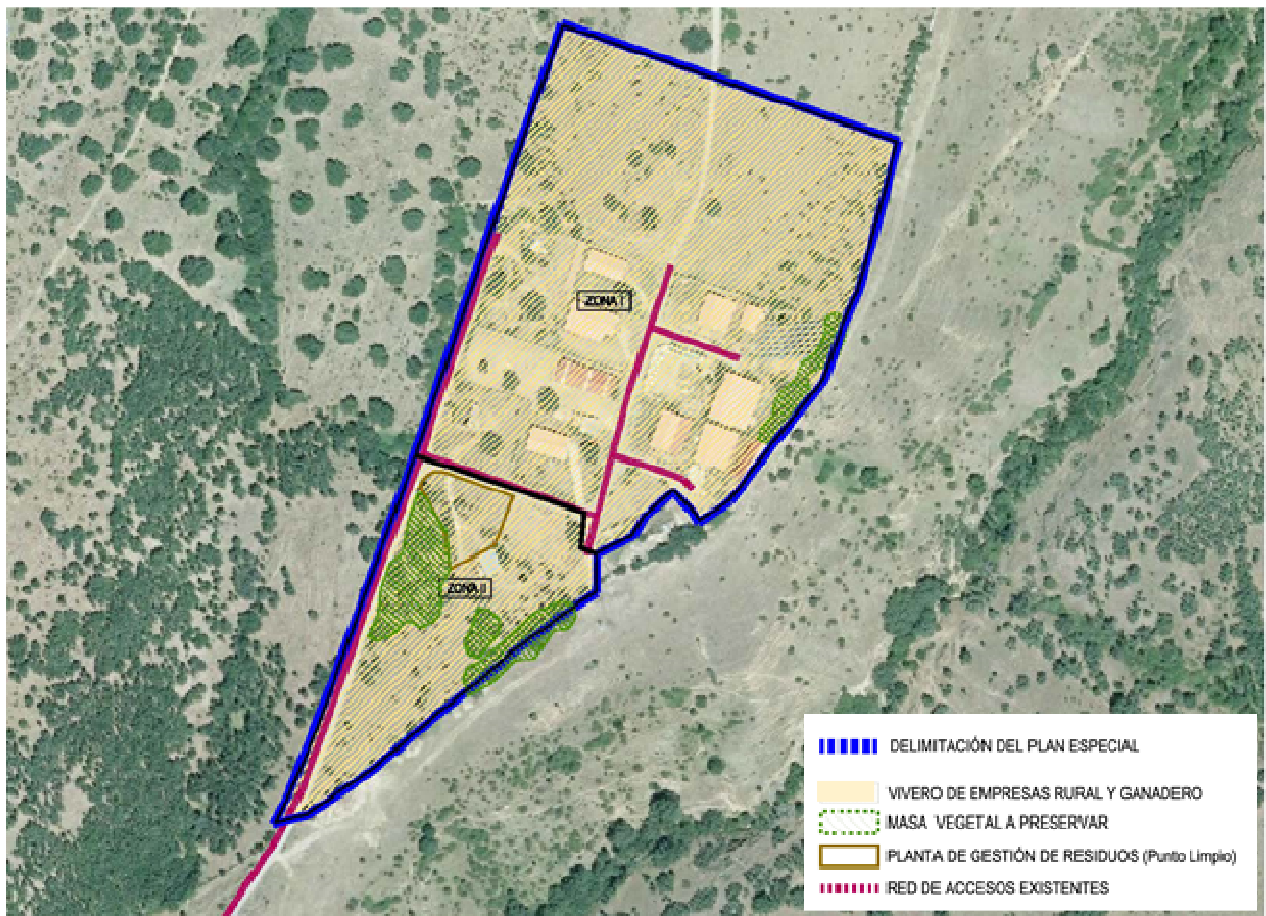 ZONA I
ZONA II
DELIMITACIÓN DEL PLAN ESPECIAL
VIVERO DE EMPRESAS RURAL Y GANADERO
MASA VEGETAL A PRESERVAR
PLANTA DE GESTIÓN DE RESIDUOS (Punto Limpio)
RED DE ACCESOS EXISTENTES